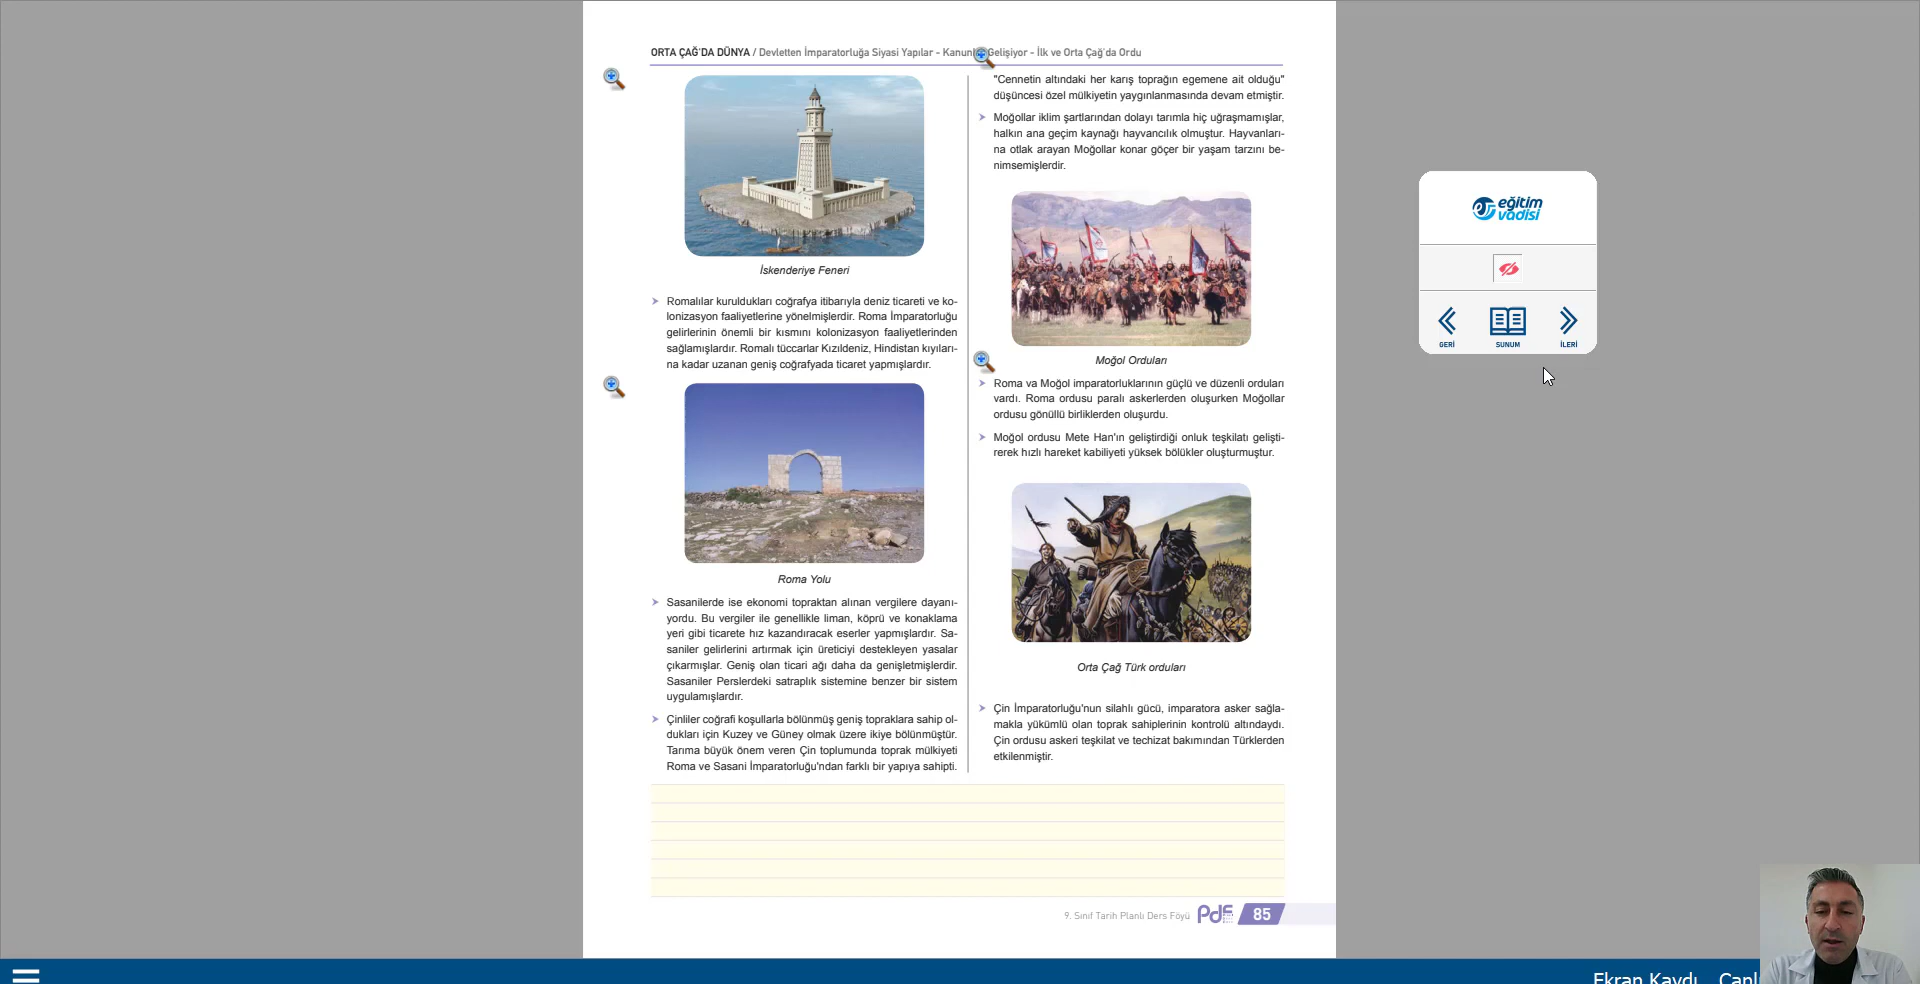 ORTA ÇAĞ'DA DÜNYA / Devletten İmparatorluğa Siyasi Yapılar - Kanunlar Gelişiyor - İlk ve Orta Çağ'da Ordu
İskenderiye Feneri
Romalılar kuruldukları coğrafya itibarıyla deniz ticareti ve ko-
lonizasyon faaliyetlerine yönelmişlerdir. Roma İmparatorluğu
gelirlerinin önemli bir kısmını kolonizasyon faaliyetlerinden
sağlamışlardır. Romalı tüccarlar Kızıldeniz, Hindistan kıyıları-
na kadar uzanan geniş coğrafyada ticaret yapmışlardır.
Roma Yolu
Sasanilerde ise ekonomi topraktan alınan vergilere dayanı-
yordu. Bu vergiler ile genellikle liman, köprü ve konaklama
yeri gibi ticarete hız kazandıracak eserler yapmışlardır. Sa-
saniler gelirlerini artırmak için üreticiyi destekleyen yasalar
çıkarmışlar. Geniş olan ticari ağı daha da genişletmişlerdir.
Sasaniler Perslerdeki satraplık sistemine benzer bir sistem
uygulamışlardır.
Çinliler coğrafi koşullarla bölünmüş geniş topraklara sahip ol-
dukları için Kuzey ve Güney olmak üzere ikiye bölünmüştür.
Tarıma büyük önem veren Çin toplumunda toprak mülkiyeti
Roma ve Sasani İmparatorluğu'ndan farklı bir yapıya sahipti.
"Cennetin altındaki her karış toprağın egemene ait olduğu"
düşüncesi özel mülkiyetin yaygınlanmasında devam etmiştir.
Moğollar iklim şartlarından dolayı tarımla hiç uğraşmamışlar,
halkın ana geçim kaynağı hayvancılık olmuştur. Hayvanları-
na otlak arayan Moğollar konar göçer bir yaşam tarzını be-
nimsemişlerdir.
Moğol Orduları
Roma va Moğol imparatorluklarının güçlü ve düzenli orduları
vardı. Roma ordusu paralı askerlerden oluşurken Moğollar
ordusu gönüllü birliklerden oluşurdu.
Moğol ordusu Mete Han'ın geliştirdiği onluk teşkilatı gelişti-
rerek hızlı hareket kabiliyeti yüksek bölükler oluşturmuştur.
Orta Çağ Türk orduları
Çin İmparatorluğu'nun silahlı gücü, imparatora asker sağla-
makla yükümlü olan toprak sahiplerinin kontrolü altındaydı.
Çin ordusu askeri teşkilat ve techizat bakımından Türklerden
etkilenmiştir.
9. Sınıf Tarih Planlı Ders Föyü PdF 85
eğitim
vadisi
GERİ SUNUM İLERİ
Ekran Kaydı